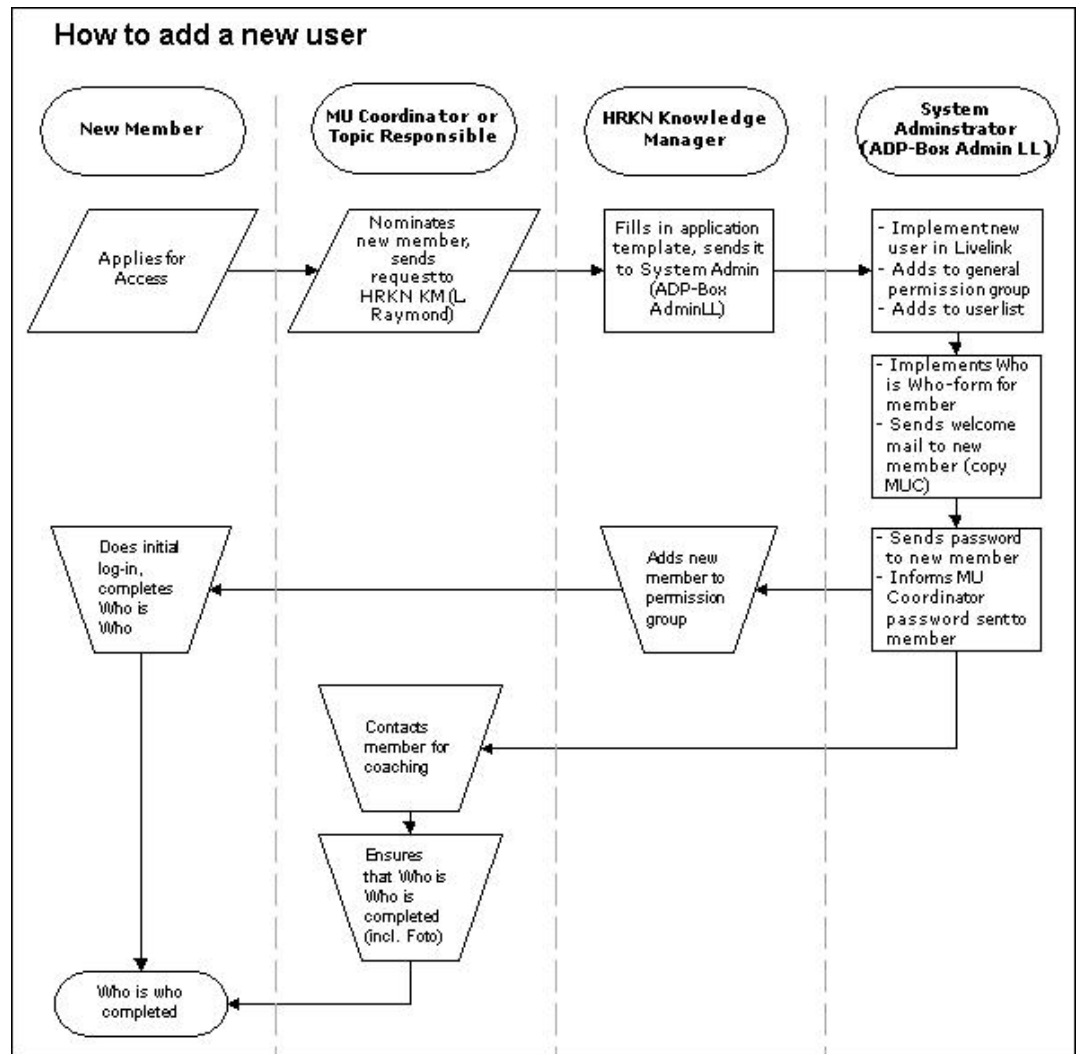 How to add a new user
New Member
MU Coordinator or
Topic Responsible
HRKN Knowledge
Manager
System
Adminstrator
(ADP-Box Admin LL)
Applies for
Access
Nominates
new member,
sends
request to
HRKN KM (L.
Raymond)
Fills in application
template, sends it
to System Admin
(ADP-Box
AdminLL)
- Implement new
user in Livelink
- Adds to general
permission group
- Adds to user list
- Implements Who
is Who-form for
member
- Sends welcome
mail to new
member (copy
MUC)
Does initial
log-in,
completes
Who is
Who
Adds new
member to
permission
group
- Sends password
to new member
- Informs MU
Coordinator
password sent to
member
Contacts
member for
coaching
Ensures
that Who is
Who is
completed
(incl. Foto)
Who is who
completed